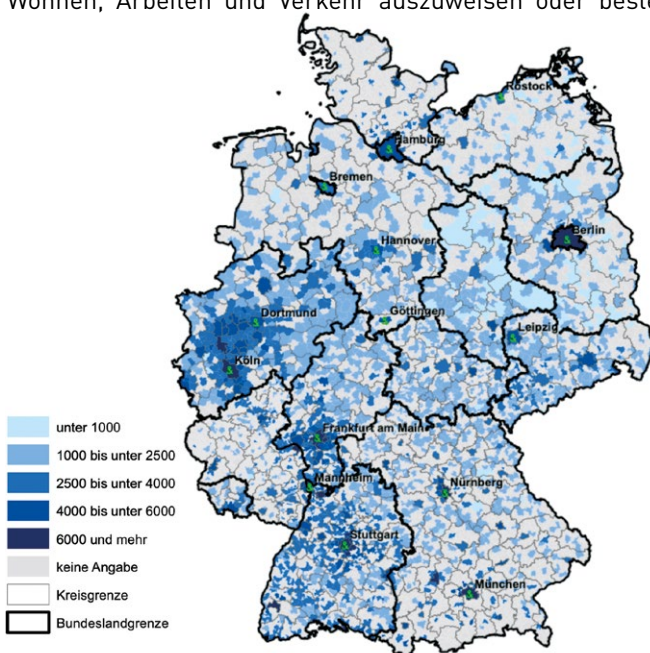 Wohnen, Arbeiten und Verkehr auszuweisen oder beste
Rostock
Hamburg
Bremen
Berlin
Hannover
Göttingen
Dortmund
Leipzig
Köln
Frankfurt am Main
Mannheim
Nürnberg
Stuttgart
München
unter 1000
1000 bis unter 2500
2500 bis unter 4000
4000 bis unter 6000
6000 und mehr
keine Angabe
Kreisgrenze
Bundeslandgrenze